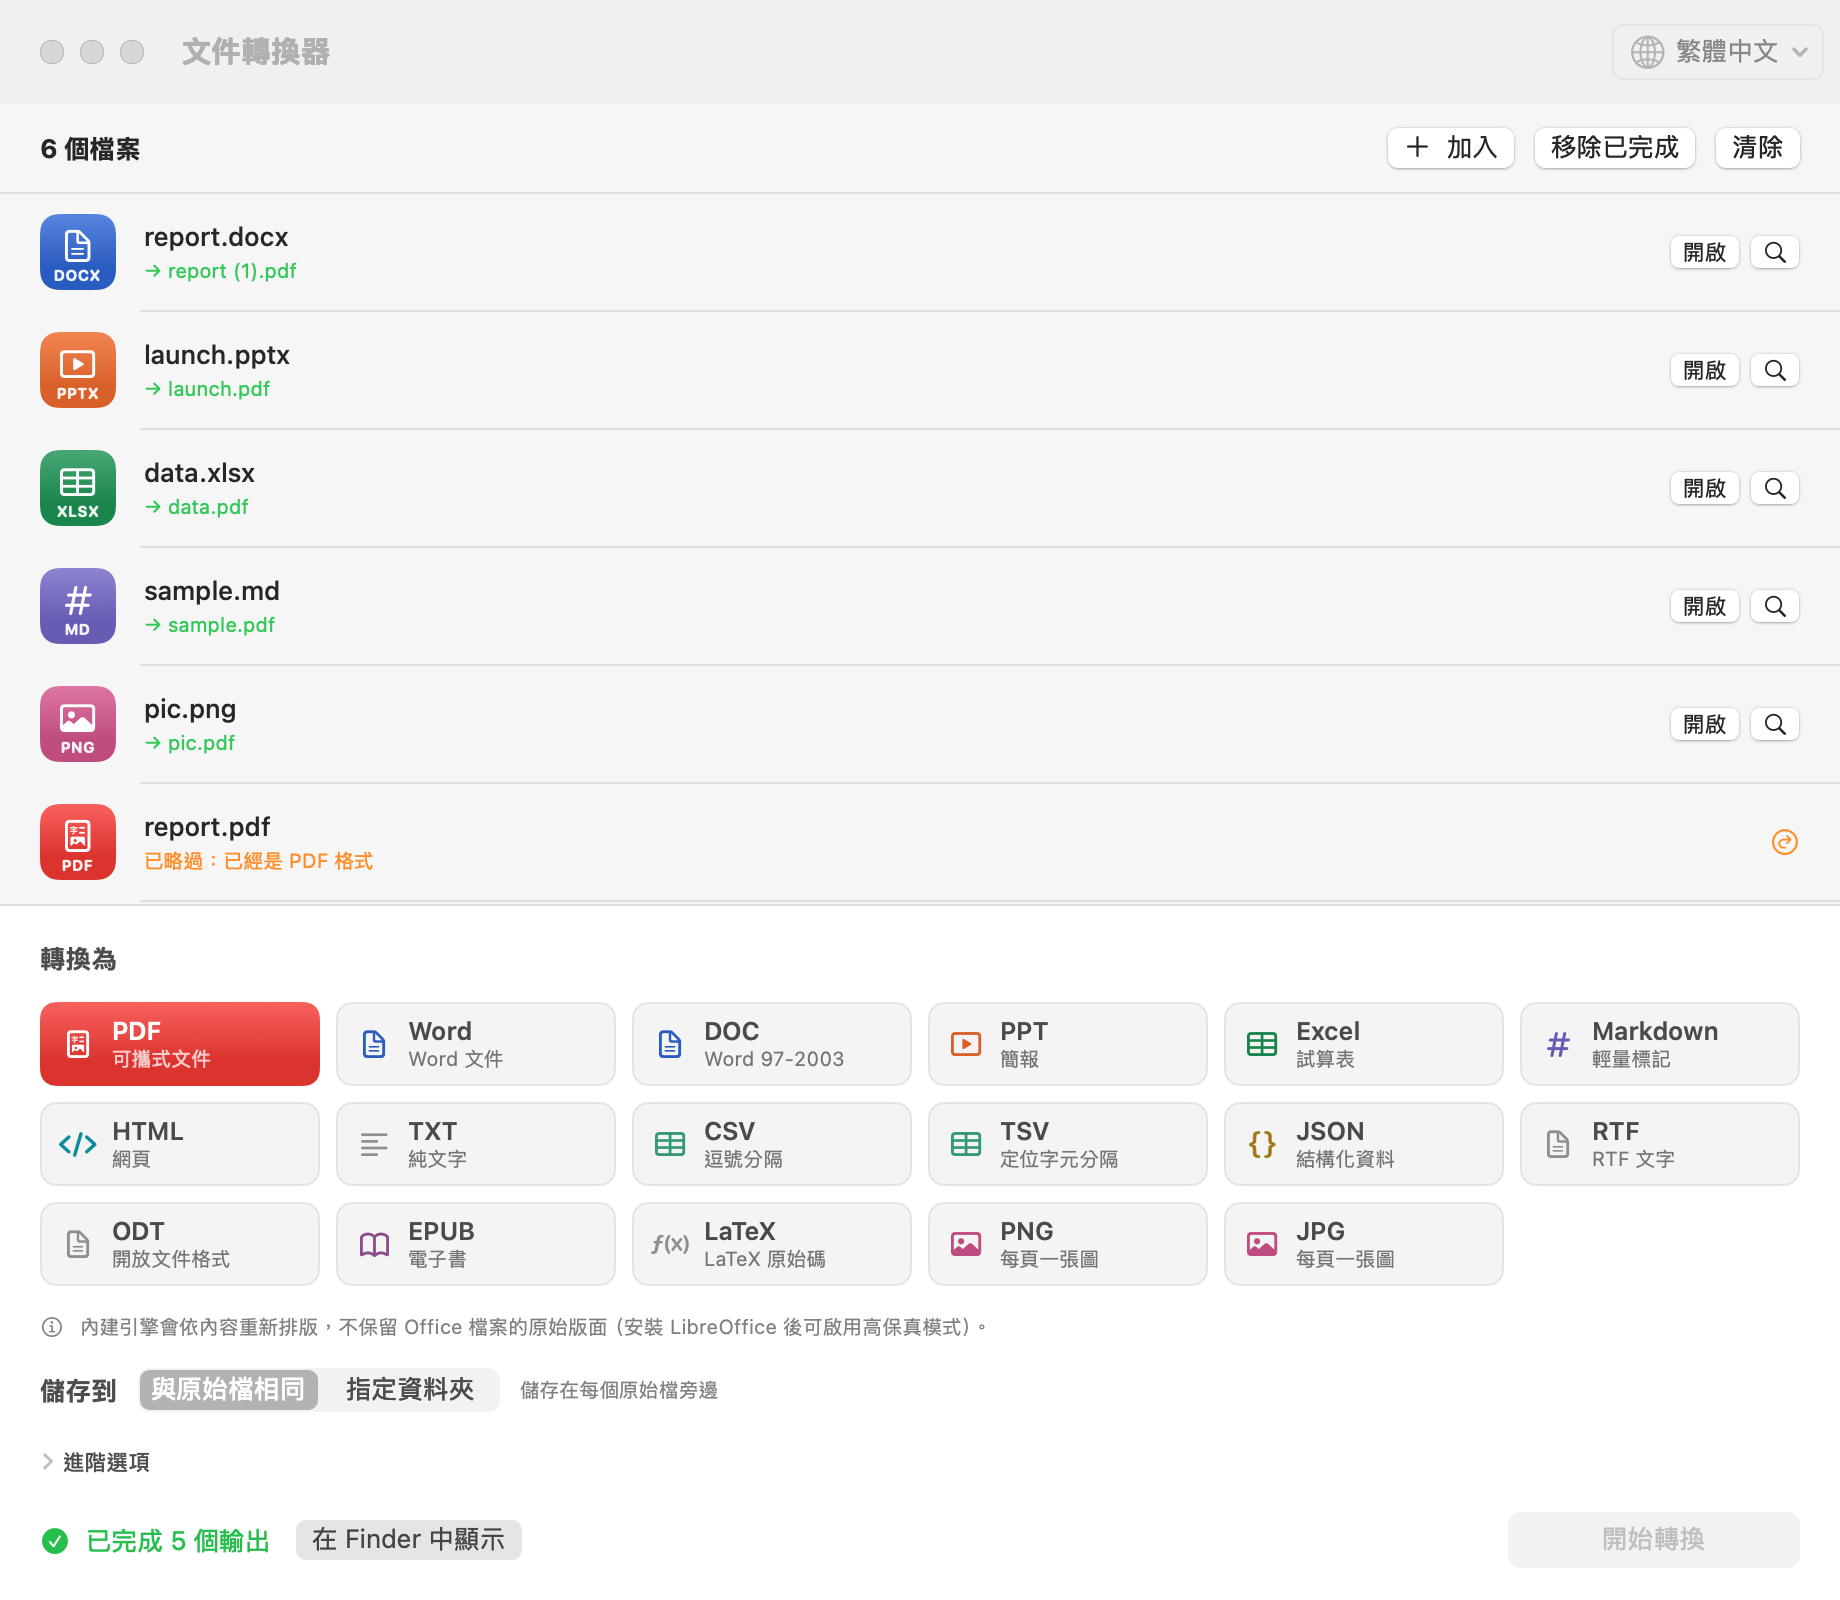 文件轉換器
繁體中文
6 個檔案
加入
移除已完成
清除
DOCX
report.docx
→ report (1).pdf
開啟
PPTX
launch.pptx
→ launch.pdf
開啟
XLSX
data.xlsx
→ data.pdf
開啟
MD
sample.md
→ sample.pdf
開啟
PNG
pic.png
→ pic.pdf
開啟
PDF
report.pdf
已略過：已經是 PDF 格式
轉換為
PDF
可攜式文件
Word
Word 文件
DOC
Word 97-2003
PPT
簡報
Excel
試算表
Markdown
輕量標記
HTML
網頁
TXT
純文字
CSV
逗號分隔
TSV
定位字元分隔
JSON
結構化資料
RTF
RTF 文字
ODT
開放文件格式
EPUB
電子書
LaTeX
LaTeX 原始碼
PNG
每頁一張圖
JPG
每頁一張圖
內建引擎會依內容重新排版，不保留 Office 檔案的原始版面 (安裝 LibreOffice 後可啟用高保真模式)。
儲存到
與原始檔相同
指定資料夾
儲存在每個原始檔旁邊
進階選項
已完成 5 個輸出
在 Finder 中顯示
開始轉換